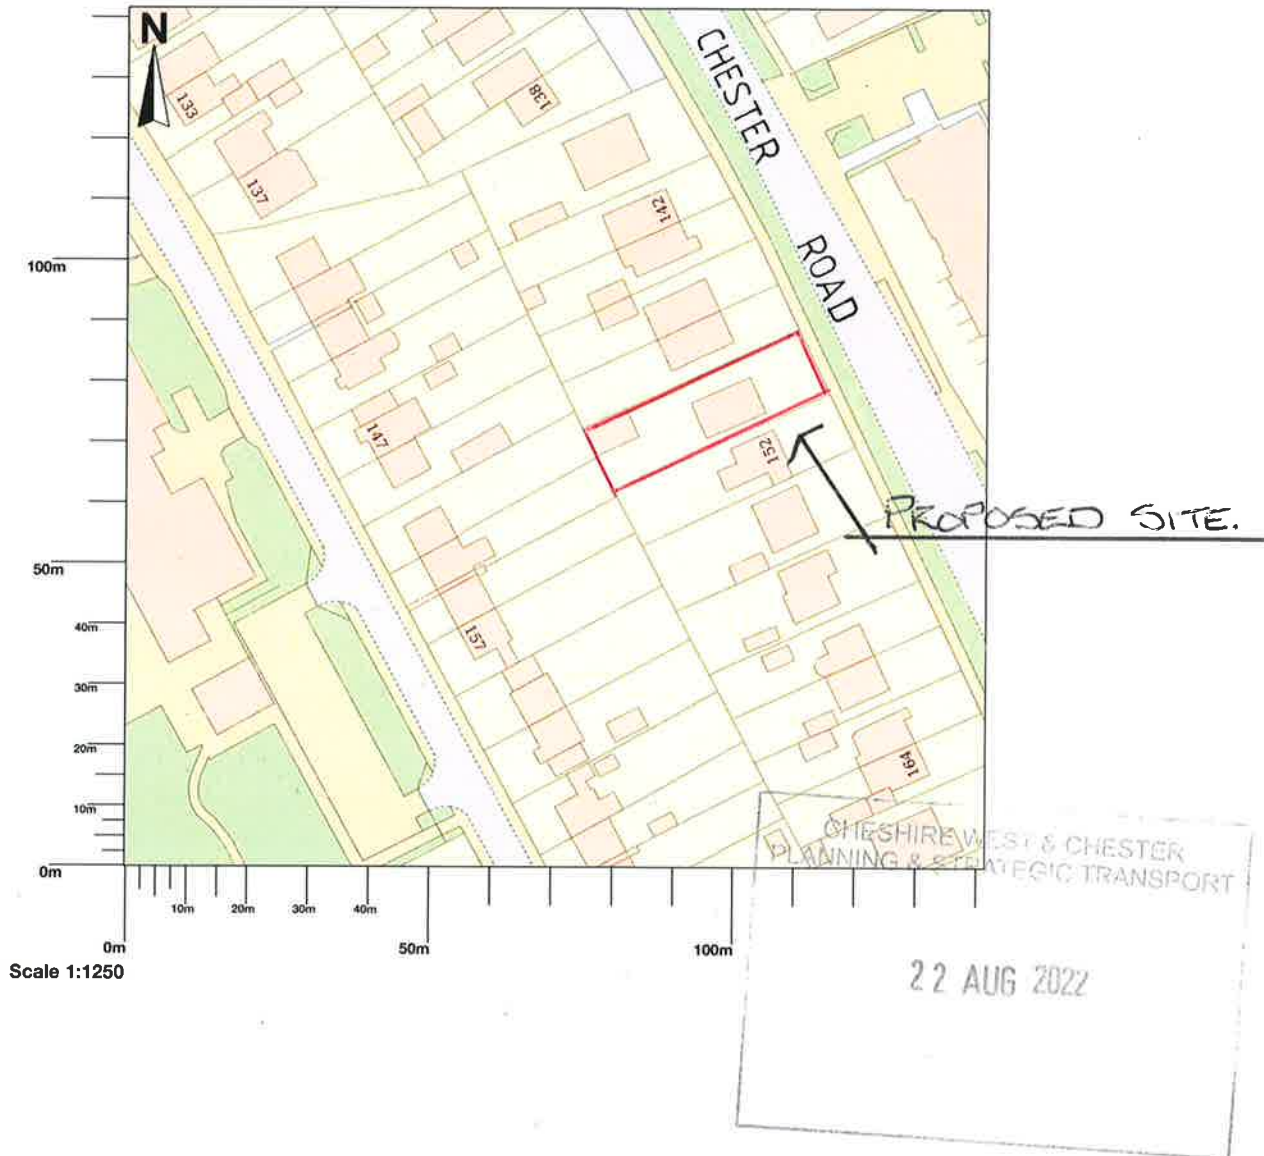 N
CHESTER
ROAD
133
138
137
142
147
152
157
164
PROPOSED SITE.
100m
50m
40m
30m
20m
10m
0m
10m
20m
30m
40m
0m
50m
100m
Scale 1:1250
CHESHIRE WEST & CHESTER
PLANNING & STRATEGIC TRANSPORT
22 AUG 2022